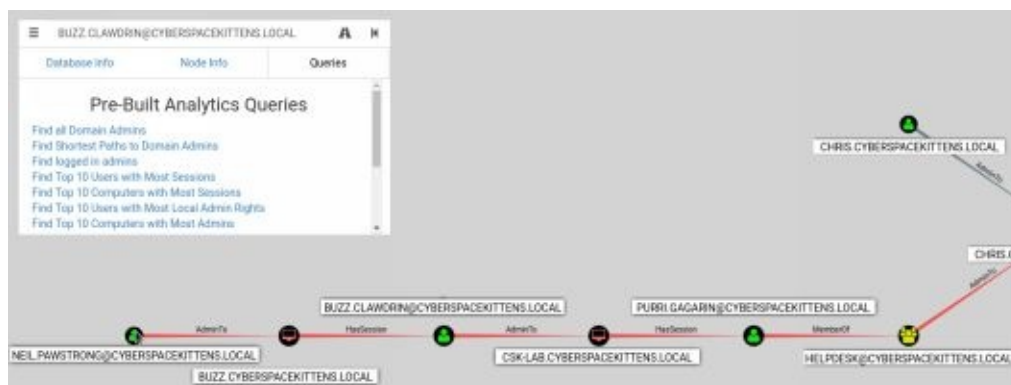 BUZZ.CLAWDRIN@CYBERSPACEKITTENS.LOCAL
Database Info Node Info Queries
Pre-Built Analytics Queries
Find all Domain Admins
Find Shortest Paths to Domain Admins
Find logged in admins
Find Top 10 Users with Most Sessions
Find Top 10 Computers with Most Sessions
Find Top 10 Users with Most Local Admin Rights
Find Top 10 Computers with Most Admins
CHRIS.CYBERSPACEKITTENS.LOCAL
AdminTo
CHRIS.
AdminTo
BUZZ.CLAWDRIN@CYBERSPACEKITTENS.LOCAL
PURRI.GAGARIN@CYBERSPACEKITTENS.LOCAL
AdminTo HasSession AdminTo HasSession MemberOf
NEIL.PAWSTRONG@CYBERSPACEKITTENS.LOCAL
CSK-LAB.CYBERSPACEKITTENS.LOCAL
HELPDESK@CYBERSPACEKITTENS.LOCAL
BUZZ.CYBERSPACEKITTENS.LOCAL